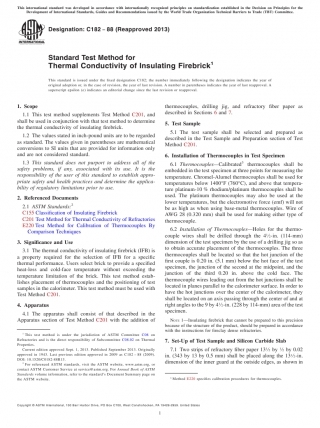 This international standard was developed in accordance with internationally recognized principles on standardization established in the Decision on Principles for the
Development of International Standards, Guides and Recommendations issued by the World Trade Organization Technical Barriers to Trade (TBT) Committee.
Designation: C182 – 88 (Reapproved 2013)
INTERNATIONAL
Standard Test Method for
Thermal Conductivity of Insulating Firebrick1
This standard is issued under the fixed designation C182; the number immediately following the designation indicates the year of
original adoption or, in the case of revision, the year of last revision. A number in parentheses indicates the year of last reapproval. A
superscript epsilon (ε) indicates an editorial change since the last revision or reapproval.
1. Scope
1.1 This test method supplements Test Method C201, and
shall be used in conjunction with that test method to determine
the thermal conductivity of insulating firebrick.
1.2 The values stated in inch-pound units are to be regarded
as standard. The values given in parentheses are mathematical
conversions to SI units that are provided for information only
and are not considered standard.
1.3 This standard does not purport to address all of the
safety problems, if any, associated with its use. It is the
responsibility of the user of this standard to establish appro-
priate safety and health practices and determine the applica-
bility of regulatory limitations prior to use.
2. Referenced Documents
2.1 ASTM Standards:2
C155 Classification of Insulating Firebrick
C201 Test Method for Thermal Conductivity of Refractories
E220 Test Method for Calibration of Thermocouples By
Comparison Techniques
3. Significance and Use
3.1 The thermal conductivity of insulating firebrick (IFB) is
a property required for the selection of IFB for a specific
thermal performance. Users select brick to provide a specified
heat-loss and cold-face temperature without exceeding the
temperature limitation of the brick. This test method estab-
lishes placement of thermocouples and the positioning of test
samples in the calorimeter. This test method must be used with
Test Method C201.
4. Apparatus
4.1 The apparatus shall consist of that described in the
Apparatus section of Test Method C201 with the addition of
1 This test method is under the jurisdiction of ASTM Committee C08 on
Refractories and is the direct responsibility of Subcommittee C08.02 on Thermal
Properties.
Current edition approved Sept. 1, 2013. Published September 2013. Originally
approved in 1943. Last previous edition approved in 2009 as C182 – 88 (2009).
DOI: 10.1520/C0182-88R13.
2 For referenced ASTM standards, visit the ASTM website, www.astm.org, or
contact ASTM Customer Service at service@astm.org. For Annual Book of ASTM
Standards volume information, refer to the standard's Document Summary page on
the ASTM website.
thermocouples, drilling jig, and refractory fiber paper as
described in Sections 6 and 7.
5. Test Sample
5.1 The test sample shall be selected and prepared as
described in the Test Sample and Preparation section of Test
Method C201.
6. Installation of Thermocouples in Test Specimen
6.1 Thermocouples—Calibrated3 thermocouples shall be
embedded in the test specimen at three points for measuring the
temperature. Chromel-Alumel thermocouples shall be used for
temperatures below 1400°F (760°C), and above that tempera-
ture platinum-10 % rhodium/platinum thermocouples shall be
used. The platinum thermocouples may also be used at the
lower temperatures, but the electromotive force (emf) will not
be as high as when using base-metal thermocouples. Wire of
AWG 28 (0.320 mm) shall be used for making either type of
thermocouple.
6.2 Installation of Thermocouples—Holes for the thermo-
couple wires shall be drilled through the 4½-in. (114-mm)
dimension of the test specimen by the use of a drilling jig so as
to obtain accurate placement of the thermocouples. The three
thermocouples shall be located so that the hot junction of the
first couple is 0.20 in. (5.1 mm) below the hot face of the test
specimen, the junction of the second at the midpoint, and the
junction of the third 0.20 in. above the cold face. The
thermocouple wires leading out from the hot junctions shall be
located in planes parallel to the calorimeter surface. In order to
have the hot junctions over the center of the calorimeter, they
shall be located on an axis passing through the center of and at
right angles to the 9 by 4½-in. (228 by 114-mm) area of the test
specimen.
NOTE 1—Insulating firebrick that cannot be prepared to this precision
because of the structure of the product, should be prepared in accordance
with the instructions for fireclay dense refractories.
7. Set-Up of Test Sample and Silicon Carbide Slab
7.1 Two strips of refractory fiber paper 13½ by ½ by 0.02
in. (343 by 13 by 0.5 mm) shall be placed along the 13½-in.
dimension of the inner guard at the outside edges, as shown in
3 Method E220 specifies calibration procedures for thermocouples.
Copyright © ASTM International, 100 Barr Harbor Drive, PO Box C700, West Conshohocken, PA 19428-2959. United States
1